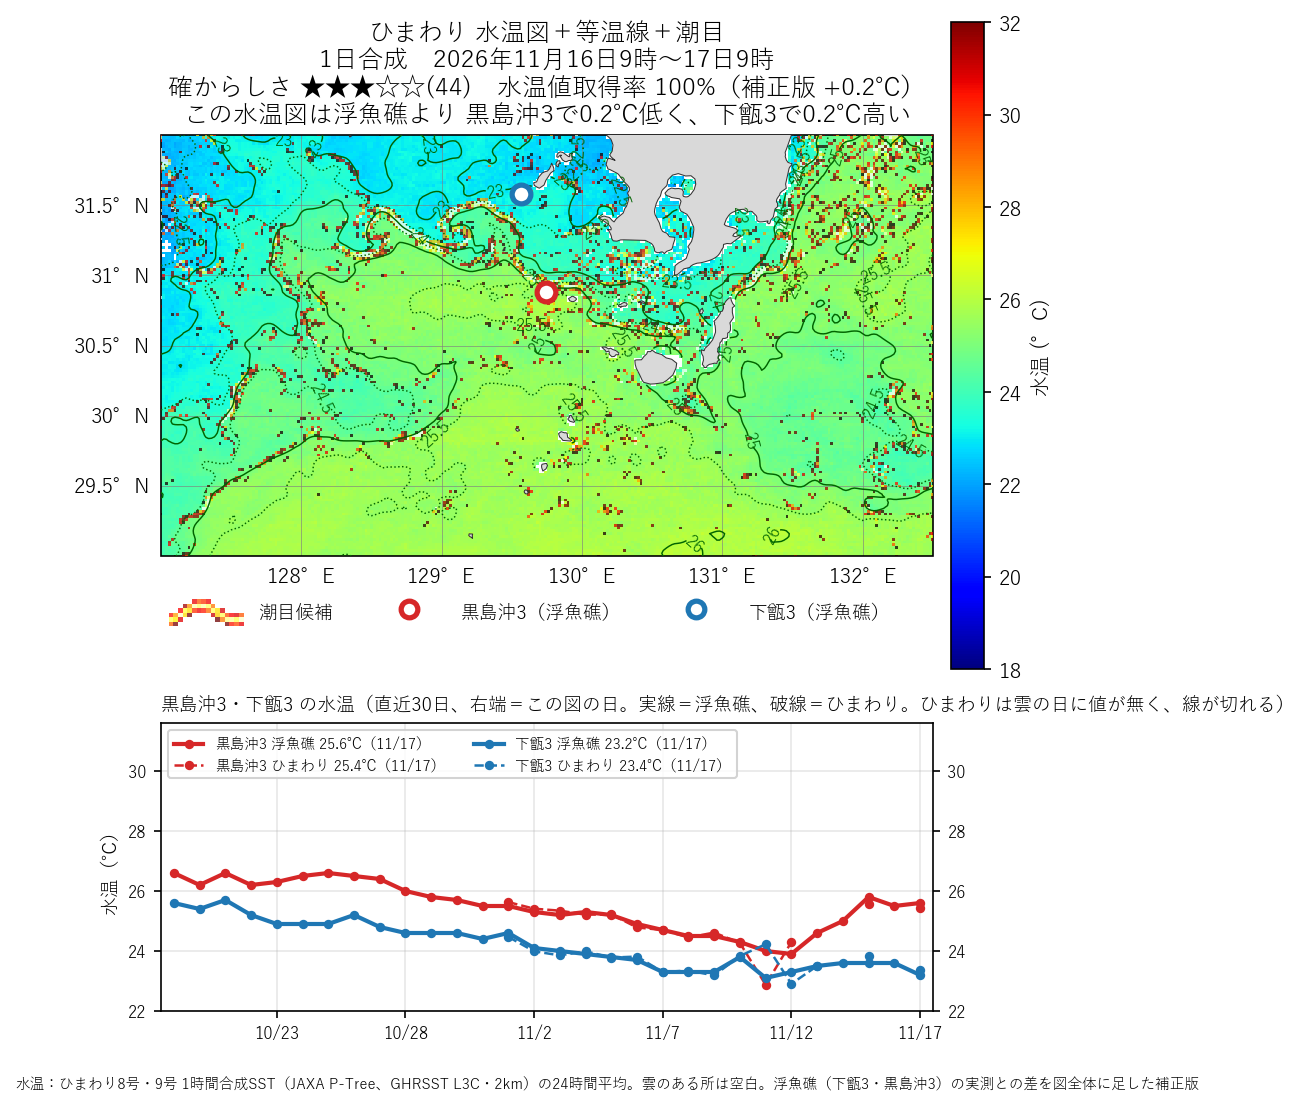 ひまわり 水温図＋等温線＋潮目
1日合成　2026年11月16日9時～17日9時
確からしさ ★★★☆☆(44)　水温値取得率 100%（補正版 +0.2°C）
この水温図は浮魚礁より 黒島沖3で0.2°C低く、下甑3で0.2°C高い
31.5° N
31° N
30.5° N
30° N
29.5° N
128° E
129° E
130° E
131° E
132° E
32
30
28
26
24
22
20
18
水温（° C）
潮目候補
黒島沖3（浮魚礁）
下甑3（浮魚礁）
黒島沖3・下甑3 の水温（直近30日、右端＝この図の日。実線＝浮魚礁、破線＝ひまわり。ひまわりは雲の日に値が無く、線が切れる）
黒島沖3 浮魚礁 25.6°C（11/17）
黒島沖3 ひまわり 25.4°C（11/17）
下甑3 浮魚礁 23.2°C（11/17）
下甑3 ひまわり 23.4°C（11/17）
水温（°C）
30
28
26
24
22
30
28
26
24
22
10/23
10/28
11/2
11/7
11/12
11/17
水温：ひまわり8号・9号 1時間合成SST（JAXA P-Tree、GHRSST L3C・2km）の24時間平均。雲のある所は空白。浮魚礁（下甑3・黒島沖3）の実測との差を図全体に足した補正版